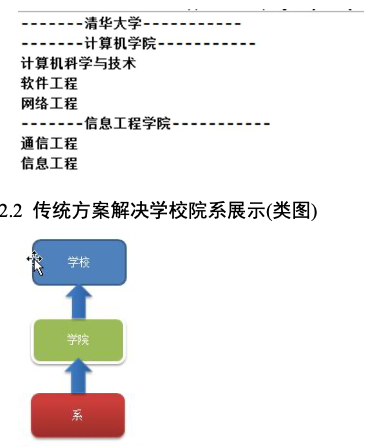 -------清华大学-----------
-------计算机学院-----------
计算机科学与技术
软件工程
网络工程
-------信息工程学院-----------
通信工程
信息工程
2.2 传统方案解决学校院系展示(类图)
学校
学院
系